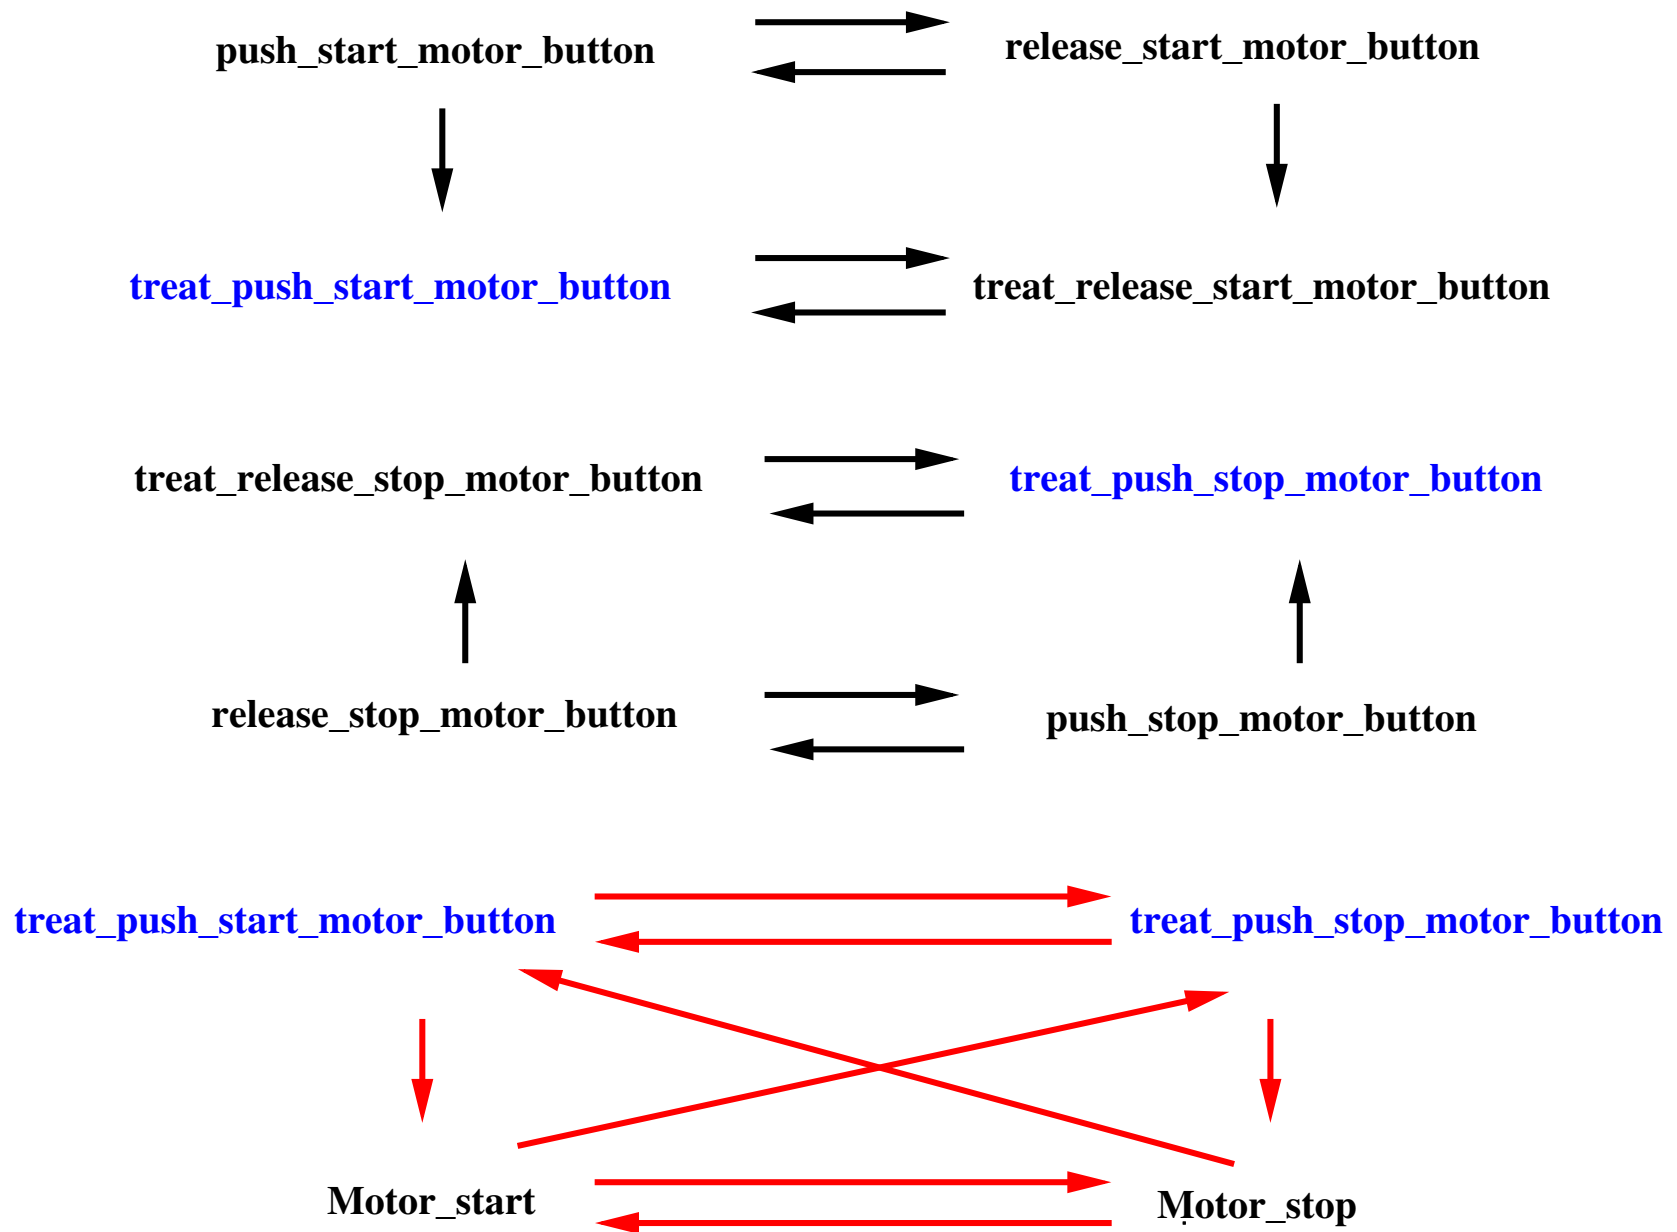 push_start_motor_button release_start_motor_button
treat_push_start_motor_button treat_release_start_motor_button
treat_release_stop_motor_button treat_push_stop_motor_button
release_stop_motor_button push_stop_motor_button
treat_push_start_motor_button treat_push_stop_motor_button
Motor_start Motor_stop